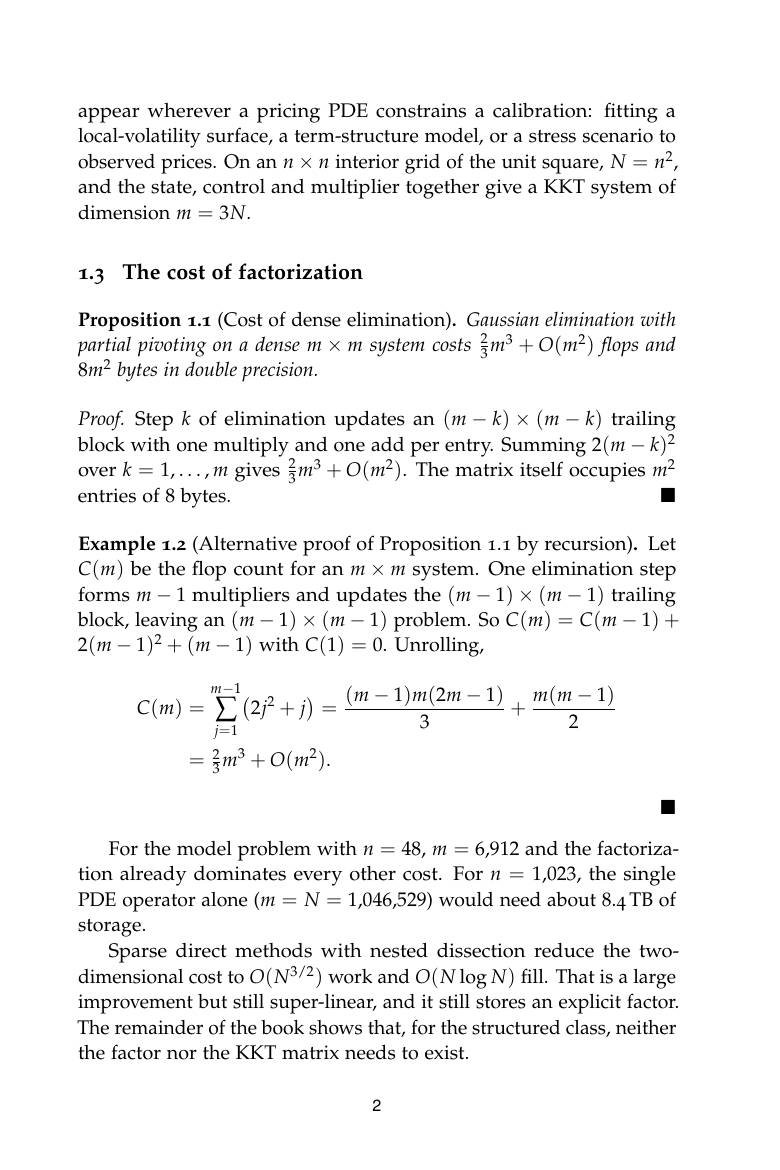 appear wherever a pricing PDE constrains a calibration: fitting a
local-volatility surface, a term-structure model, or a stress scenario to
observed prices. On an n × n interior grid of the unit square, N = n²,
and the state, control and multiplier together give a KKT system of
dimension m = 3N.
1.3 The cost of factorization
Proposition 1.1 (Cost of dense elimination). Gaussian elimination with
partial pivoting on a dense m × m system costs ⅔m³ + O(m²) flops and
8m² bytes in double precision.
Proof. Step k of elimination updates an (m − k) × (m − k) trailing
block with one multiply and one add per entry. Summing 2(m − k)²
over k = 1, . . . , m gives ⅔m³ + O(m²). The matrix itself occupies m²
entries of 8 bytes. ■
Example 1.2 (Alternative proof of Proposition 1.1 by recursion). Let
C(m) be the flop count for an m × m system. One elimination step
forms m − 1 multipliers and updates the (m − 1) × (m − 1) trailing
block, leaving an (m − 1) × (m − 1) problem. So C(m) = C(m − 1) +
2(m − 1)² + (m − 1) with C(1) = 0. Unrolling,
C(m) = ∑_{j=1}^{m−1} (2j² + j) = (m − 1)m(2m − 1)/3 + m(m − 1)/2
= ⅔m³ + O(m²).
■
For the model problem with n = 48, m = 6,912 and the factoriza-
tion already dominates every other cost. For n = 1,023, the single
PDE operator alone (m = N = 1,046,529) would need about 8.4 TB of
storage.
Sparse direct methods with nested dissection reduce the two-
dimensional cost to O(N^{3/2}) work and O(N log N) fill. That is a large
improvement but still super-linear, and it still stores an explicit factor.
The remainder of the book shows that, for the structured class, neither
the factor nor the KKT matrix needs to exist.
2